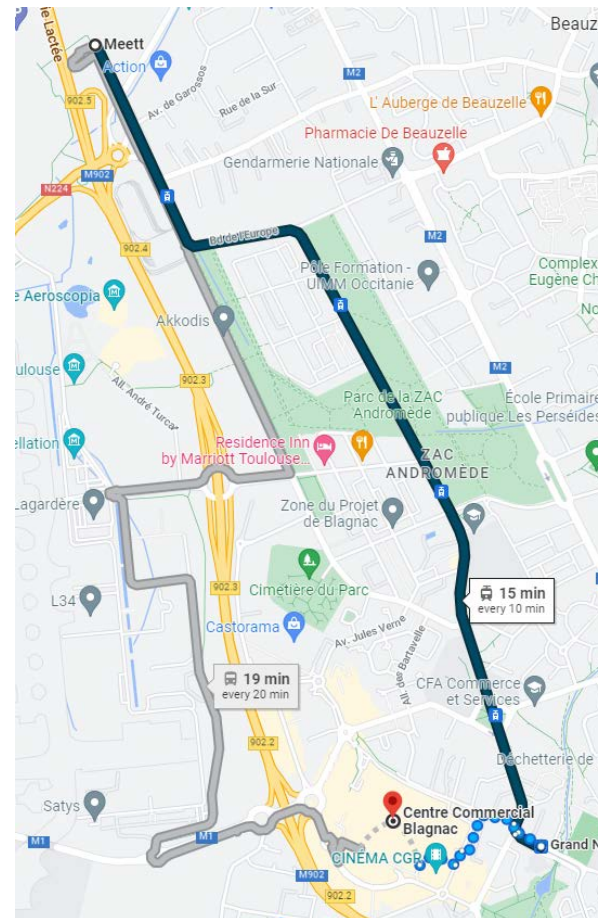 Beauz
Meett
Action
902.5
Av. de Garossos
Rue de la Sur
M2
L' Auberge de Beauzelle
Pharmacie De Beauzelle
Gendarmerie Nationale
M902
N224
M2
Bd de l'Europe
902.4
Pôle Formation -
UIMM Occitanie
Complex
Eugène Ch
No
e Aeroscopia
Akkodis
ulouse
All. André Turcat
902.3
Parc de la ZAC
Andromède
École Primaire
publique Les Perséides
ellation
Residence Inn
by Marriott Toulouse...
ZAC
ANDROMÈDE
Lagardère
Zone du Projet
de Blagnac
L34
902.3
Cimetière du Parc
15 min
every 10 min
Castorama
Av. Jules Verne
All. des Bartavelle
19 min
every 20 min
CFA Commerce
et Services
902.2
Déchetterie de
Satys
Centre Commercial
Blagnac
M1
M1
CINÉMA CGR
Grand N
M902
902.2